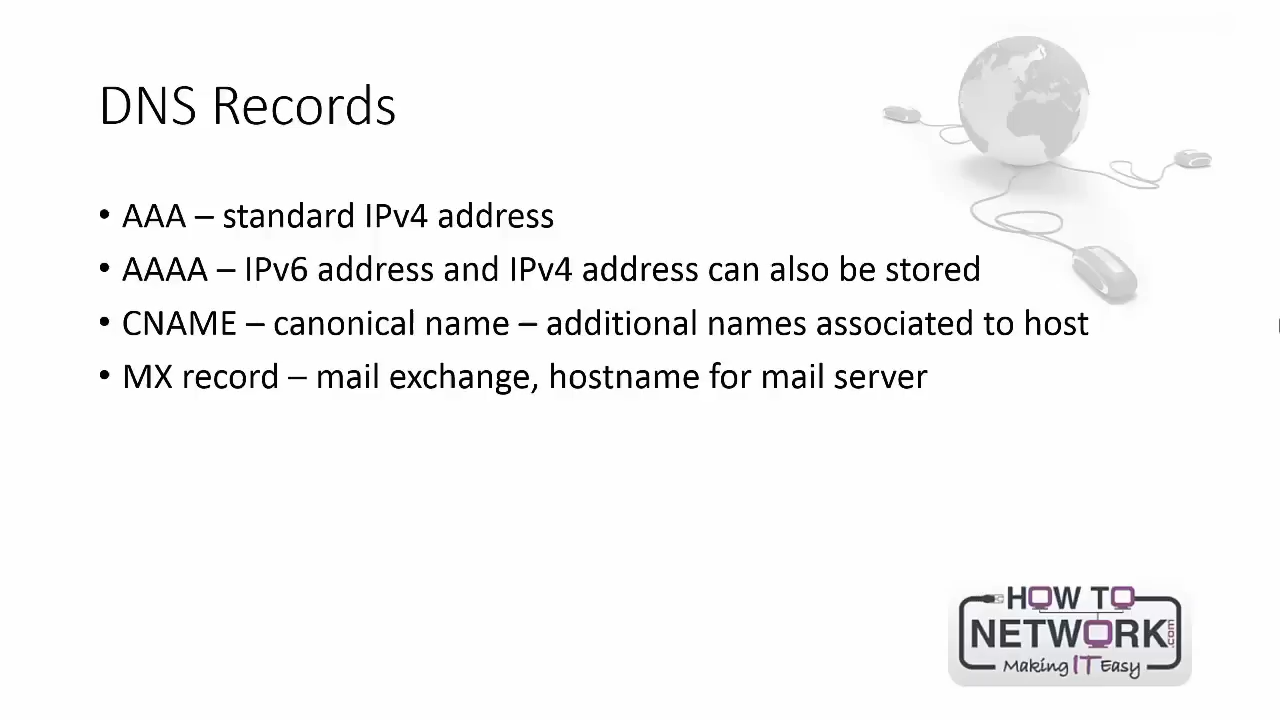 DNS Records
• AAA – standard IPv4 address
• AAAA – IPv6 address and IPv4 address can also be stored
• CNAME – canonical name – additional names associated to host
• MX record – mail exchange, hostname for mail server
HOW TO
NETWORK.com
Making IT Easy